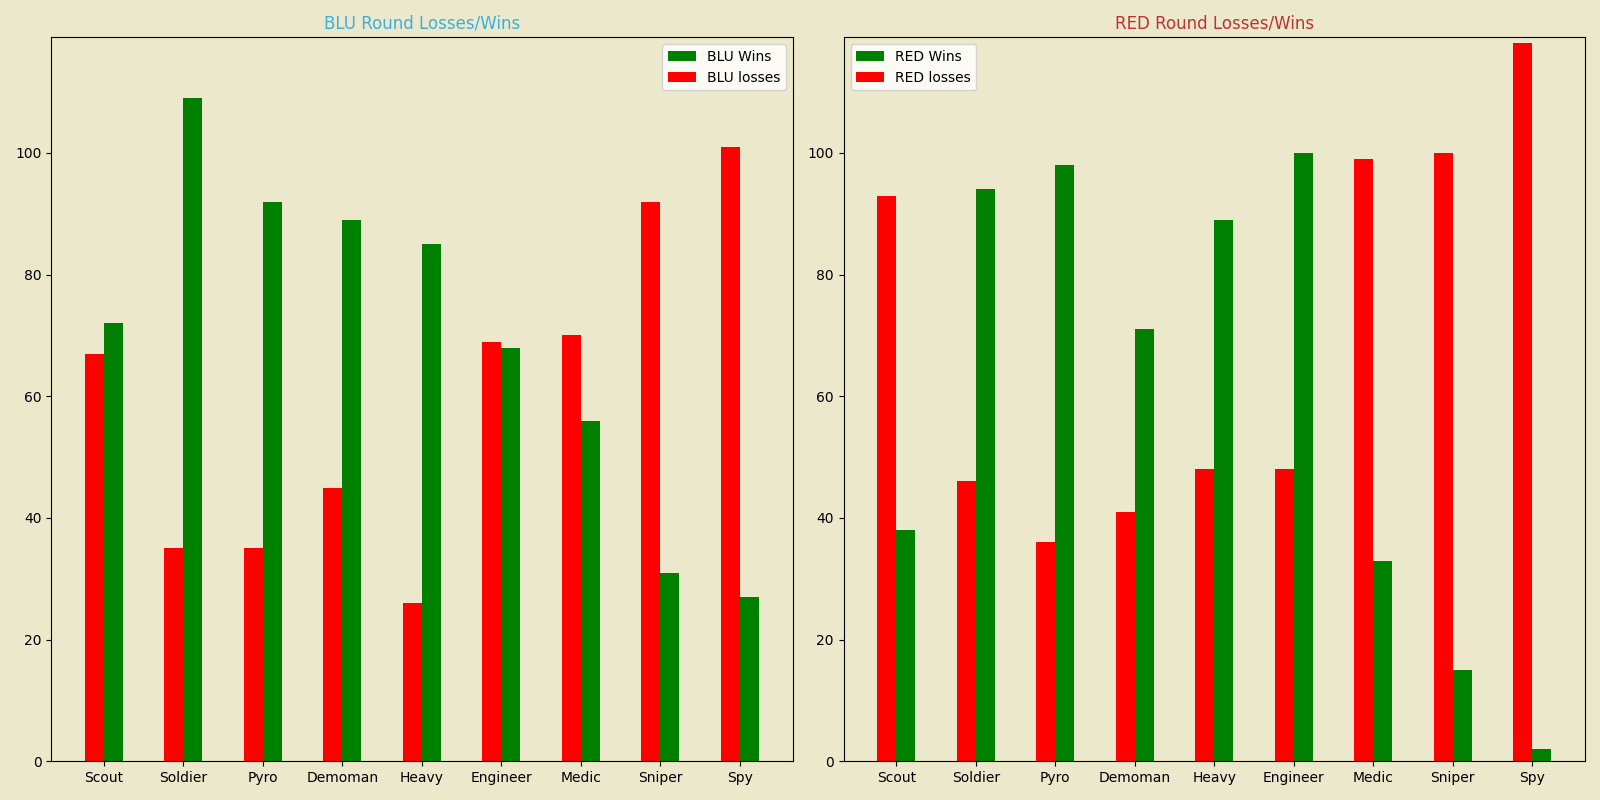 BLU Round Losses/Wins
BLU Wins
BLU losses
100
80
60
40
20
0
Scout Soldier Pyro Demoman Heavy Engineer Medic Sniper Spy
RED Round Losses/Wins
RED Wins
RED losses
100
80
60
40
20
0
Scout Soldier Pyro Demoman Heavy Engineer Medic Sniper Spy